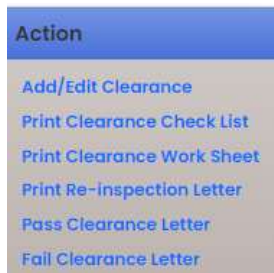 Action
Add/Edit Clearance
Print Clearance Check List
Print Clearance Work Sheet
Print Re-inspection Letter
Pass Clearance Letter
Fail Clearance Letter